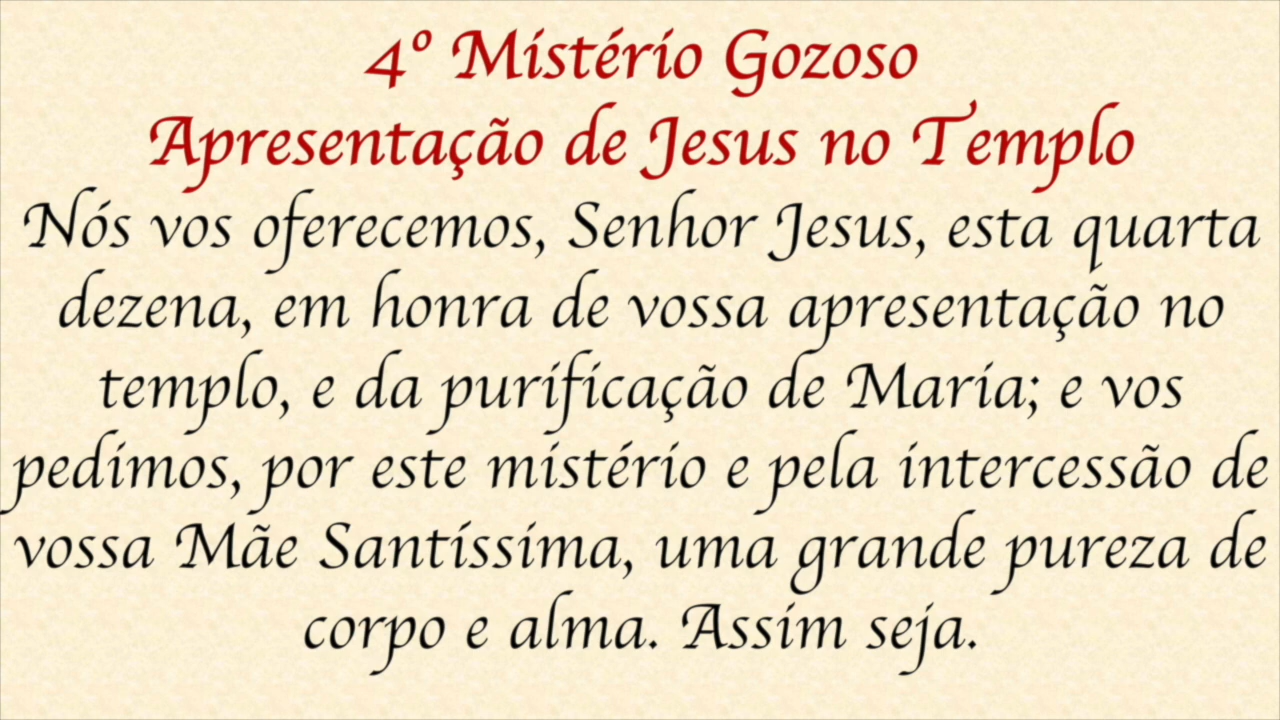 4º Mistério Gozoso
Apresentação de Jesus no Templo
Nós vos oferecemos, Senhor Jesus, esta quarta
dezena, em honra de vossa apresentação no
templo, e da purificação de Maria; e vos
pedimos, por este mistério e pela intercessão de
vossa Mãe Santíssima, uma grande pureza de
corpo e alma. Assim seja.